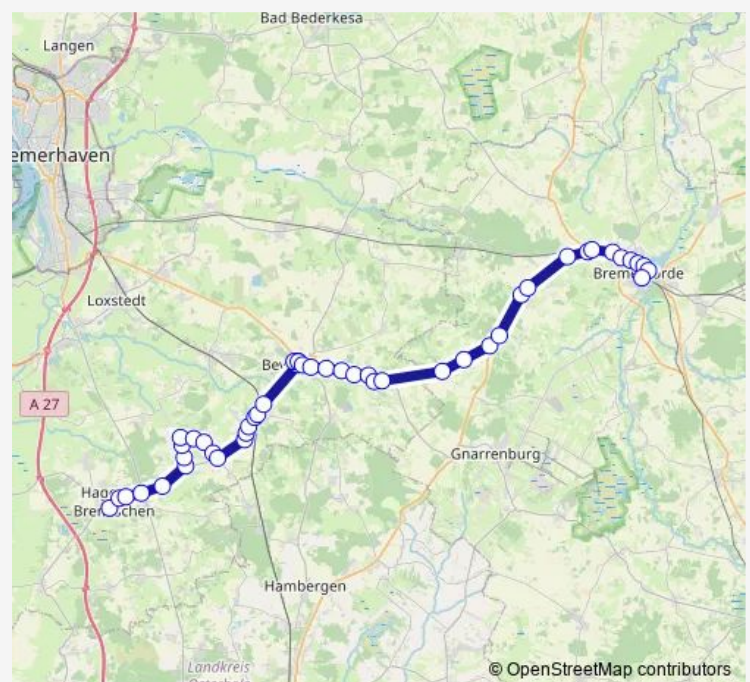 Bad Bederkesa
Langen
emerhaven
Loxstedt
A 27
Gnarrenburg
Hambergen
Landkreis
© OpenStreetMap contributors